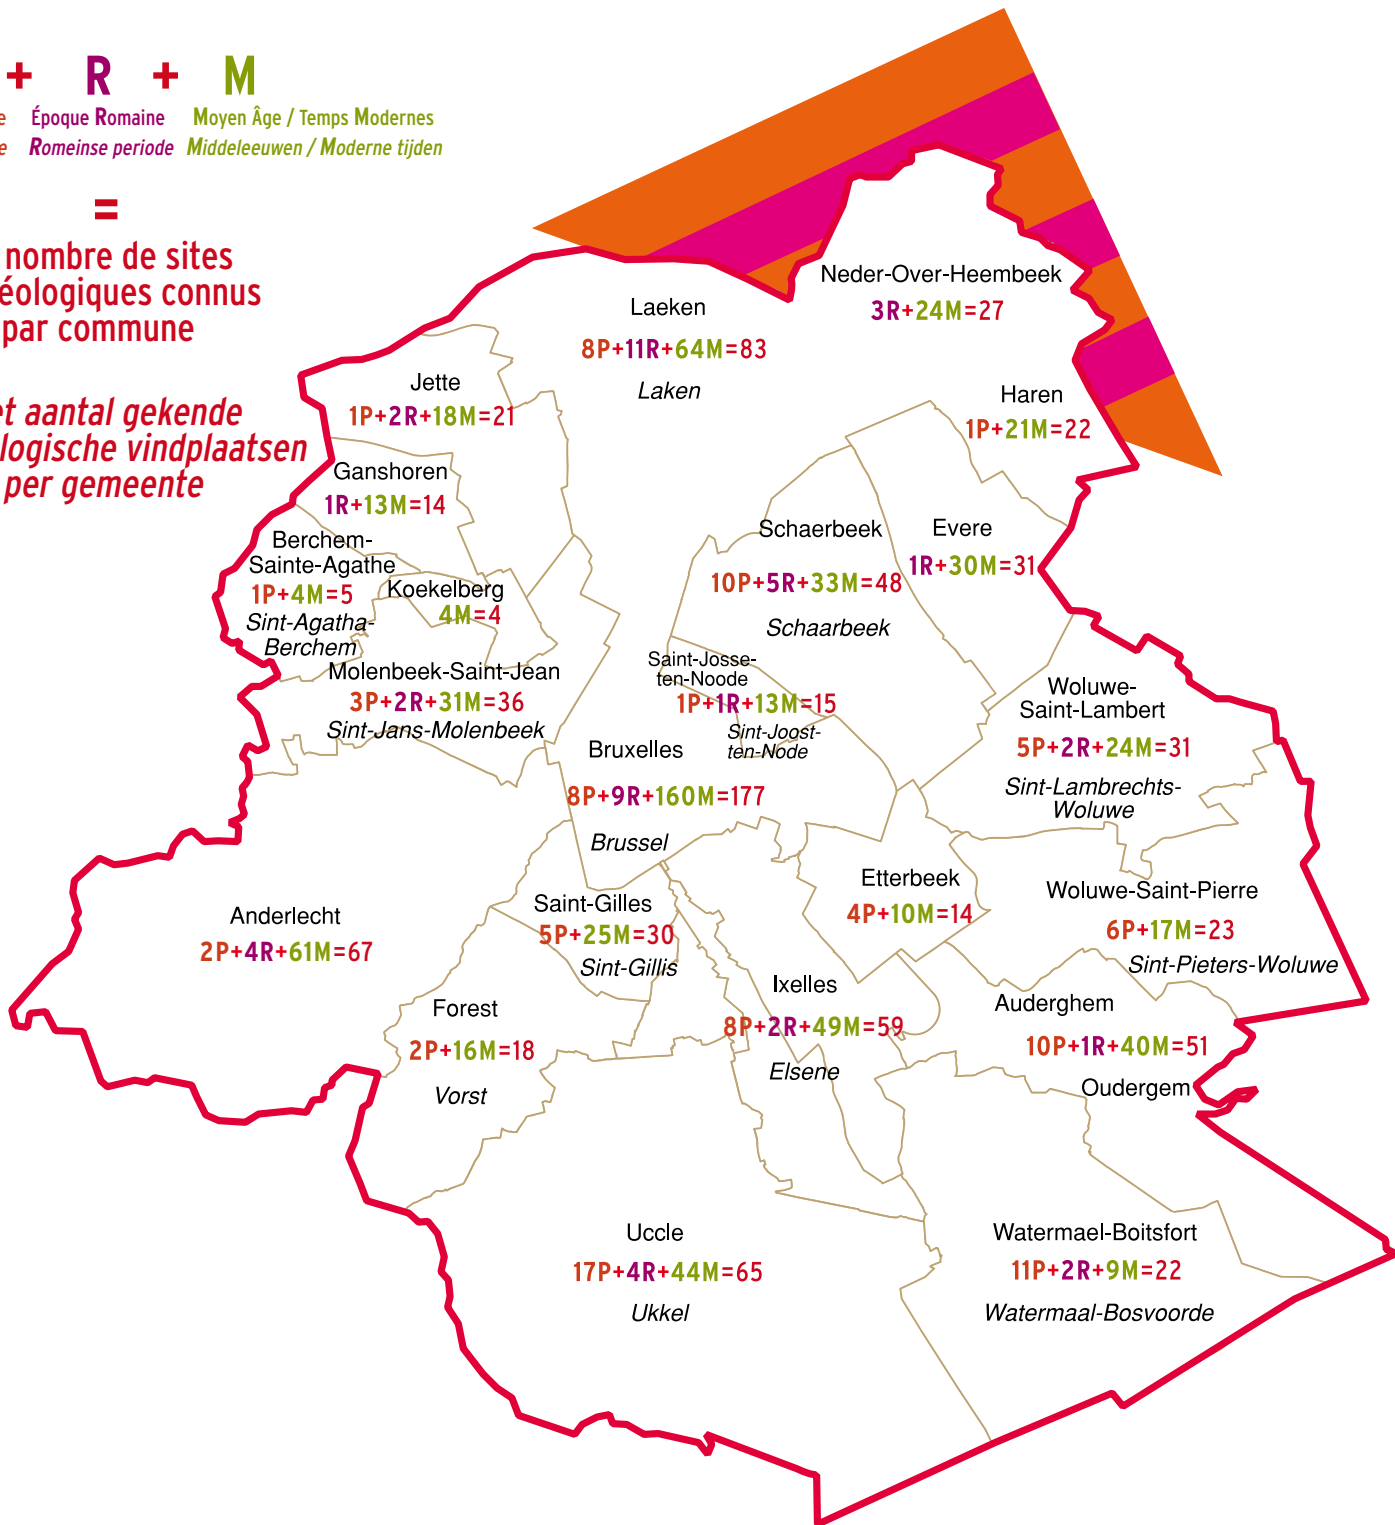 + R + M
e Époque Romaine Moyen Âge / Temps Modernes
e Romeinse periode Middeleeuwen / Moderne tijden
=
nombre de sites
éologiques connus
par commune
et aantal gekende
logische vindplaatsen
per gemeente
Neder-Over-Heembeek
3R+24M=27
Laeken
8P+11R+64M=83
Laken
Jette
1P+2R+18M=21
Haren
1P+21M=22
Ganshoren
1R+13M=14
Schaerbeek
10P+5R+33M=48
Schaarbeek
Evere
1R+30M=31
Berchem-
Sainte-Agathe
1P+4M=5
Sint-Agatha-
Berchem
Koekelberg
4M=4
Molenbeek-Saint-Jean
3P+2R+31M=36
Sint-Jans-Molenbeek
Saint-Josse-
ten-Noode
1P+1R+13M=15
Sint-Joost-
ten-Node
Woluwe-
Saint-Lambert
5P+2R+24M=31
Sint-Lambrechts-
Woluwe
Bruxelles
8P+9R+160M=177
Brussel
Etterbeek
4P+10M=14
Woluwe-Saint-Pierre
6P+17M=23
Sint-Pieters-Woluwe
Anderlecht
2P+4R+61M=67
Saint-Gilles
5P+25M=30
Sint-Gillis
Ixelles
8P+2R+49M=59
Elsene
Auderghem
10P+1R+40M=51
Oudergem
Forest
2P+16M=18
Vorst
Uccle
17P+4R+44M=65
Ukkel
Watermael-Boitsfort
11P+2R+9M=22
Watermaal-Bosvoorde